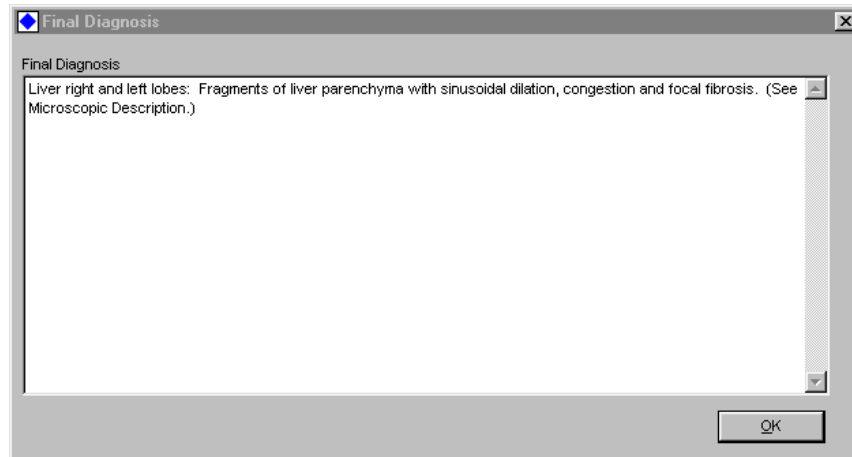 Final Diagnosis
Final Diagnosis
Liver right and left lobes:  Fragments of liver parenchyma with sinusoidal dilation, congestion and focal fibrosis.  (See
Microscopic Description.)
OK